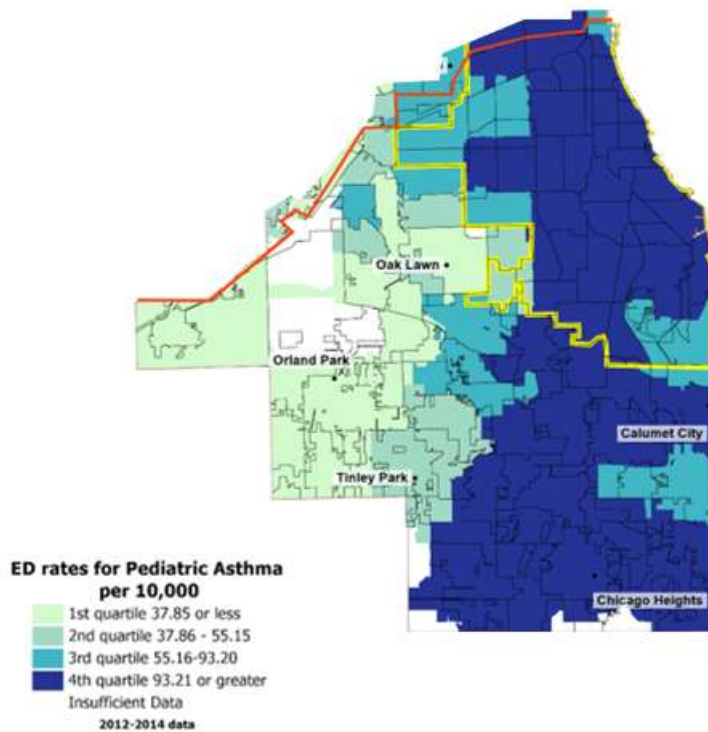 Oak Lawn
Orland Park
Calumet City
Tinley Park
Chicago Heights
ED rates for Pediatric Asthma
per 10,000
1st quartile 37.85 or less
2nd quartile 37.86 - 55.15
3rd quartile 55.16-93.20
4th quartile 93.21 or greater
Insufficient Data
2012-2014 data